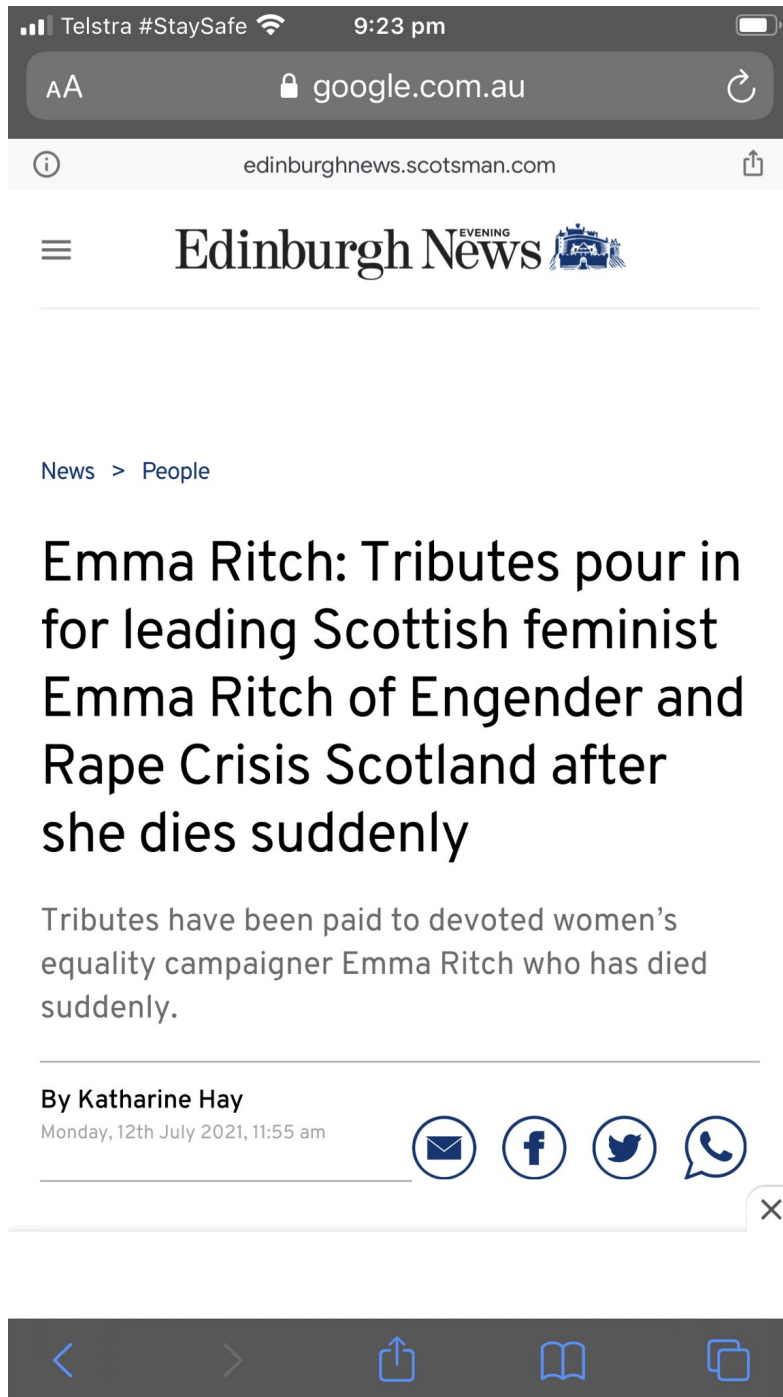 Telstra #StaySafe 9:23 pm
AA google.com.au
edinburghnews.scotsman.com
Edinburgh News EVENING
News > People
Emma Ritch: Tributes pour in
for leading Scottish feminist
Emma Ritch of Engender and
Rape Crisis Scotland after
she dies suddenly
Tributes have been paid to devoted women's
equality campaigner Emma Ritch who has died
suddenly.
By Katharine Hay
Monday, 12th July 2021, 11:55 am